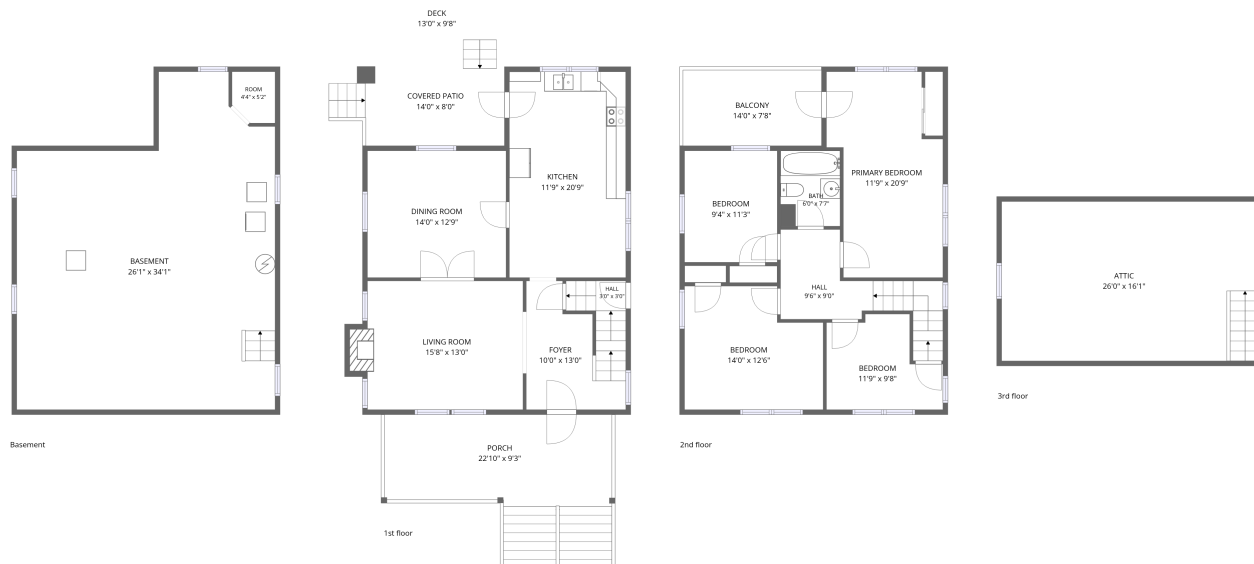 DECK
13'0" x 9'8"
ROOM
4'4" x 5'2"
COVERED PATIO
14'0" x 8'0"
BALCONY
14'0" x 7'8"
KITCHEN
11'9" x 20'9"
PRIMARY BEDROOM
11'9" x 20'9"
BATH
6'0" x 7'7"
DINING ROOM
14'0" x 12'9"
BEDROOM
9'4" x 11'3"
BASEMENT
26'1" x 34'1"
ATTIC
26'0" x 16'1"
HALL
3'0" x 3'0"
HALL
9'6" x 9'0"
LIVING ROOM
15'8" x 13'0"
FOYER
10'0" x 13'0"
BEDROOM
14'0" x 12'6"
BEDROOM
11'9" x 9'8"
3rd floor
Basement
PORCH
22'10" x 9'3"
2nd floor
1st floor